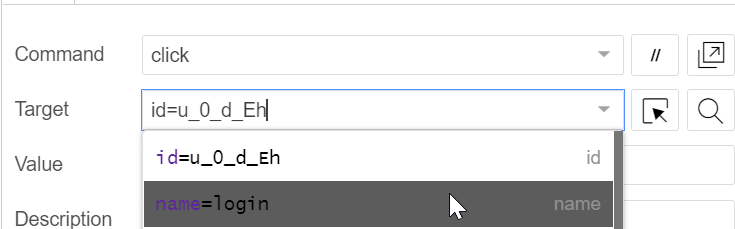 Command click //
Target id=u_0_d_Eh
id=u_0_d_Eh id
Value
name=login name
Description